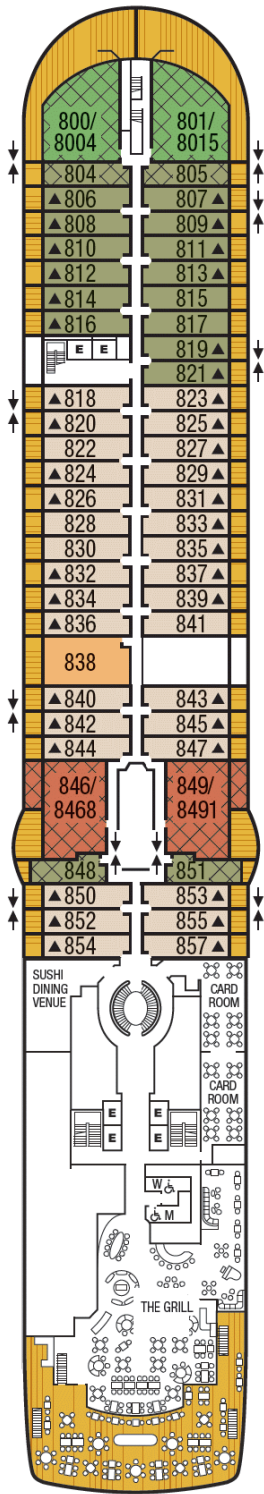 800/ 801/
8004 8015
804 805
806 807
808 809
810 811
812 813
814 815
816 817
E E 819
821
818 823
820 825
822 827
824 829
826 831
828 833
830 835
832 837
834 839
836 841
838
840 843
842 845
844 847
846/ 849/
8468 8491
848 851
850 853
852 855
854 857
SUSHI
DINING
VENUE
CARD
ROOM
CARD
ROOM
E E
E E
W
M
THE GRILL